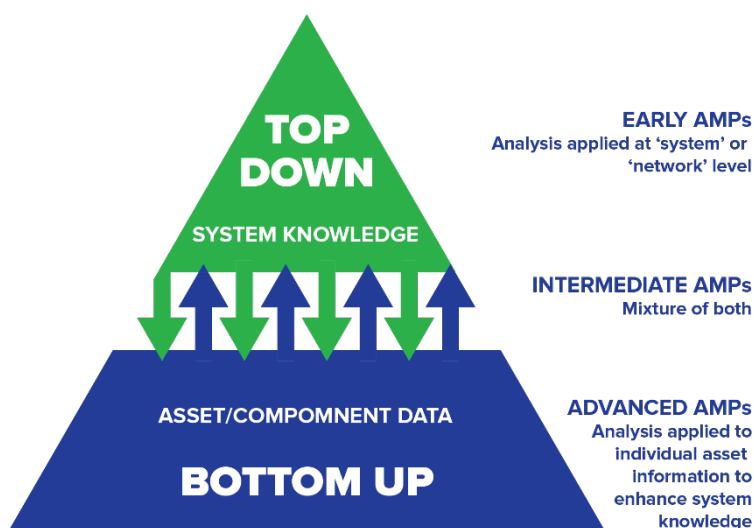 TOP
DOWN
SYSTEM KNOWLEDGE
EARLY AMPs
Analysis applied at ‘system’ or
‘network’ level
INTERMEDIATE AMPs
Mixture of both
ASSET/COMPOMNENT DATA
BOTTOM UP
ADVANCED AMPs
Analysis applied to
individual asset
information to
enhance system
knowledge